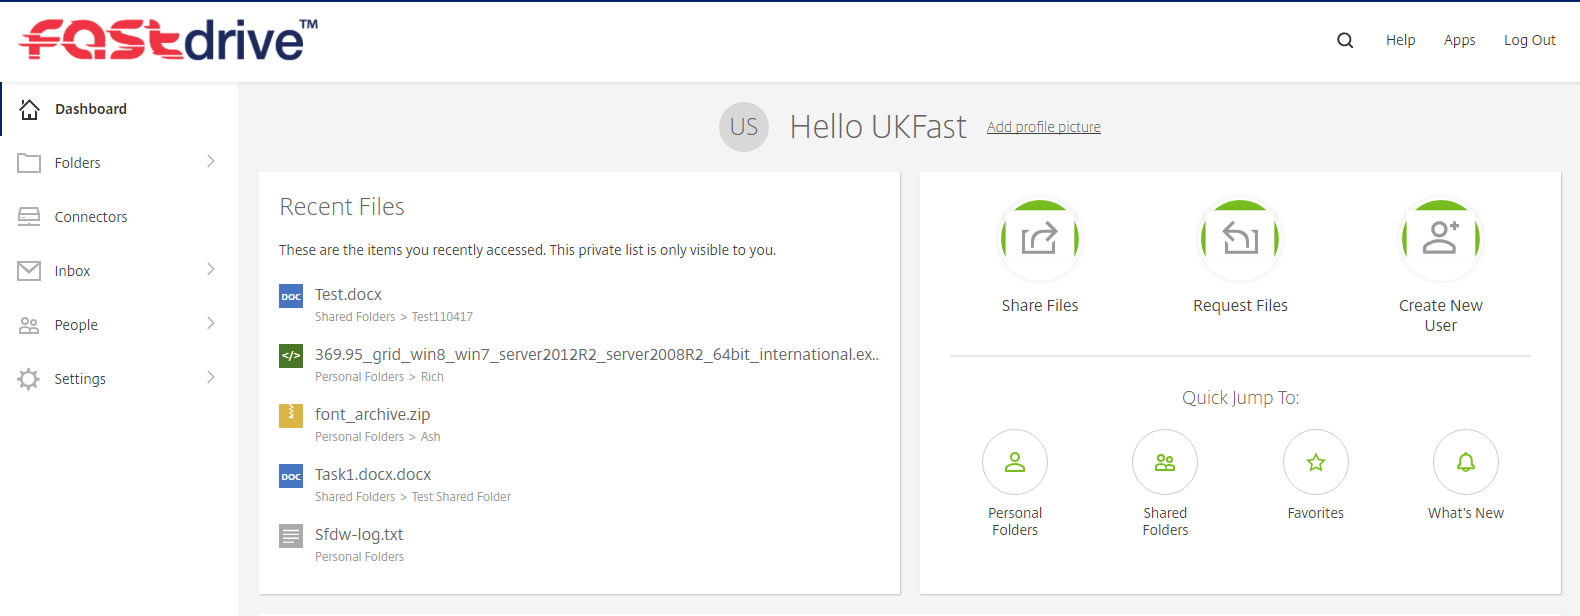 FASTdrive™
Help
Apps
Log Out
Dashboard
Folders
Connectors
Inbox
People
Settings
US
Hello UKFast
Add profile picture
Recent Files
These are the items you recently accessed. This private list is only visible to you.
DOC
Test.docx
Shared Folders > Test110417
</>
369.95_grid_win8_win7_server2012R2_server2008R2_64bit_international.ex..
Personal Folders > Rich
font_archive.zip
Personal Folders > Ash
DOC
Task1.docx.docx
Shared Folders > Test Shared Folder
Sfdw-log.txt
Personal Folders
Share Files
Request Files
Create New
User
Quick Jump To:
Personal
Folders
Shared
Folders
Favorites
What's New